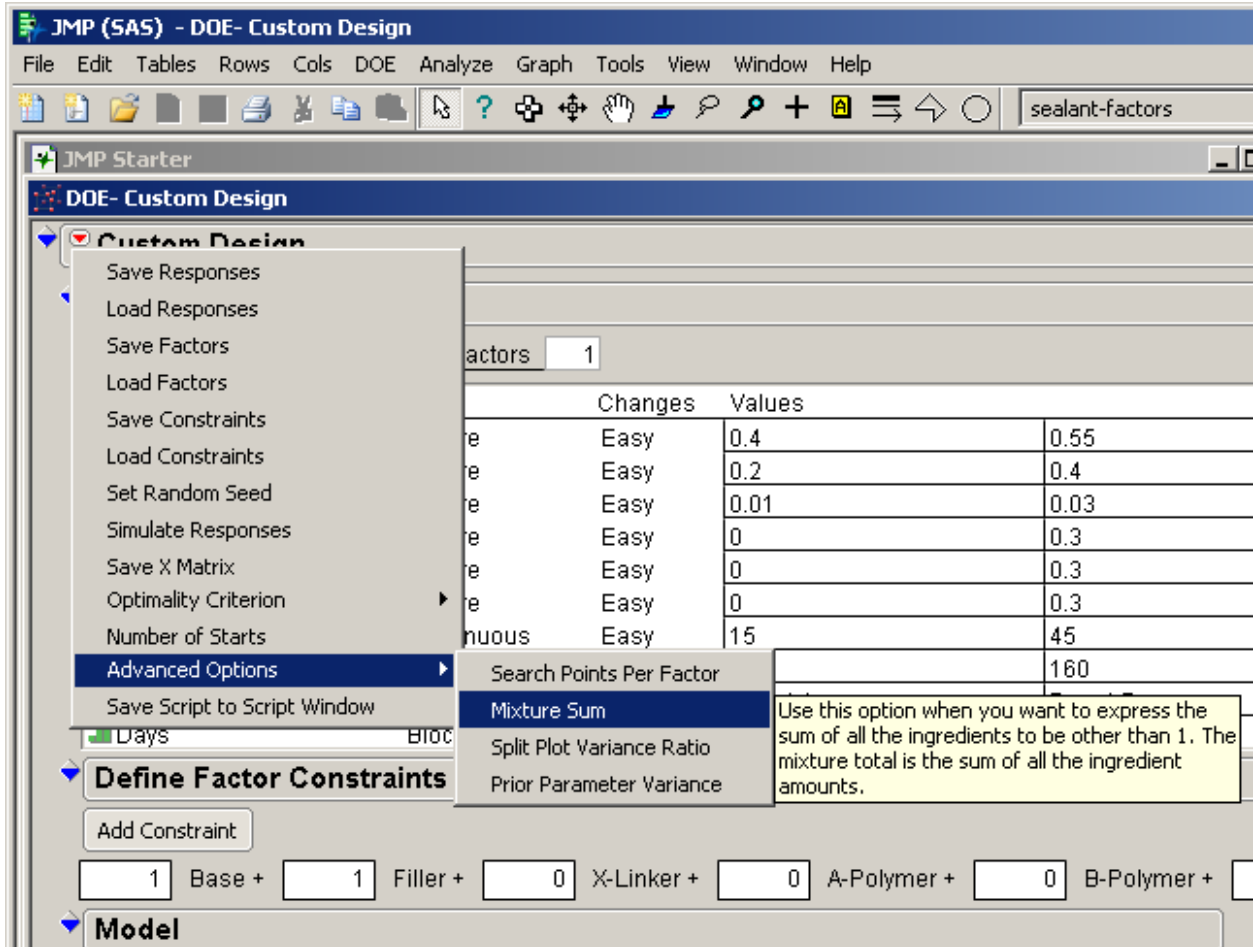 JMP (SAS) - DOE- Custom Design
File Edit Tables Rows Cols DOE Analyze Graph Tools View Window Help
sealant-factors
JMP Starter
DOE- Custom Design
Custom Design
Save Responses
Load Responses
Save Factors
Load Factors
Save Constraints
Load Constraints
Set Random Seed
Simulate Responses
Save X Matrix
Optimality Criterion
Number of Starts
Advanced Options
Save Script to Script Window
actors 1
Changes Values
re Easy 0.4 0.55
re Easy 0.2 0.4
re Easy 0.01 0.03
re Easy 0 0.3
re Easy 0 0.3
re Easy 0 0.3
nuous Easy 15 45
160
Search Points Per Factor
Mixture Sum
Split Plot Variance Ratio
Prior Parameter Variance
Use this option when you want to express the
sum of all the ingredients to be other than 1. The
mixture total is the sum of all the ingredient
amounts.
Days Bloc
Define Factor Constraints
Add Constraint
1 Base + 1 Filler + 0 X-Linker + 0 A-Polymer + 0 B-Polymer +
Model